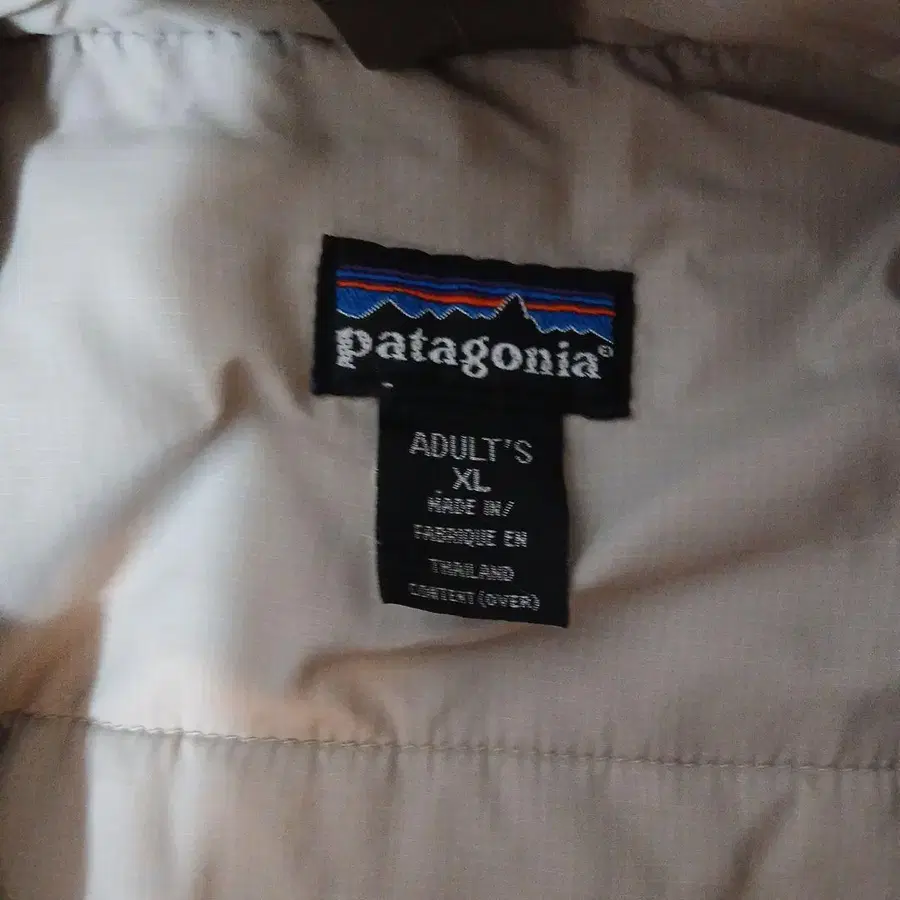 patagonia®
ADULT'S
XL
MADE IN/
FABRIQUE EN
THAILAND
CONTENT (OVER)